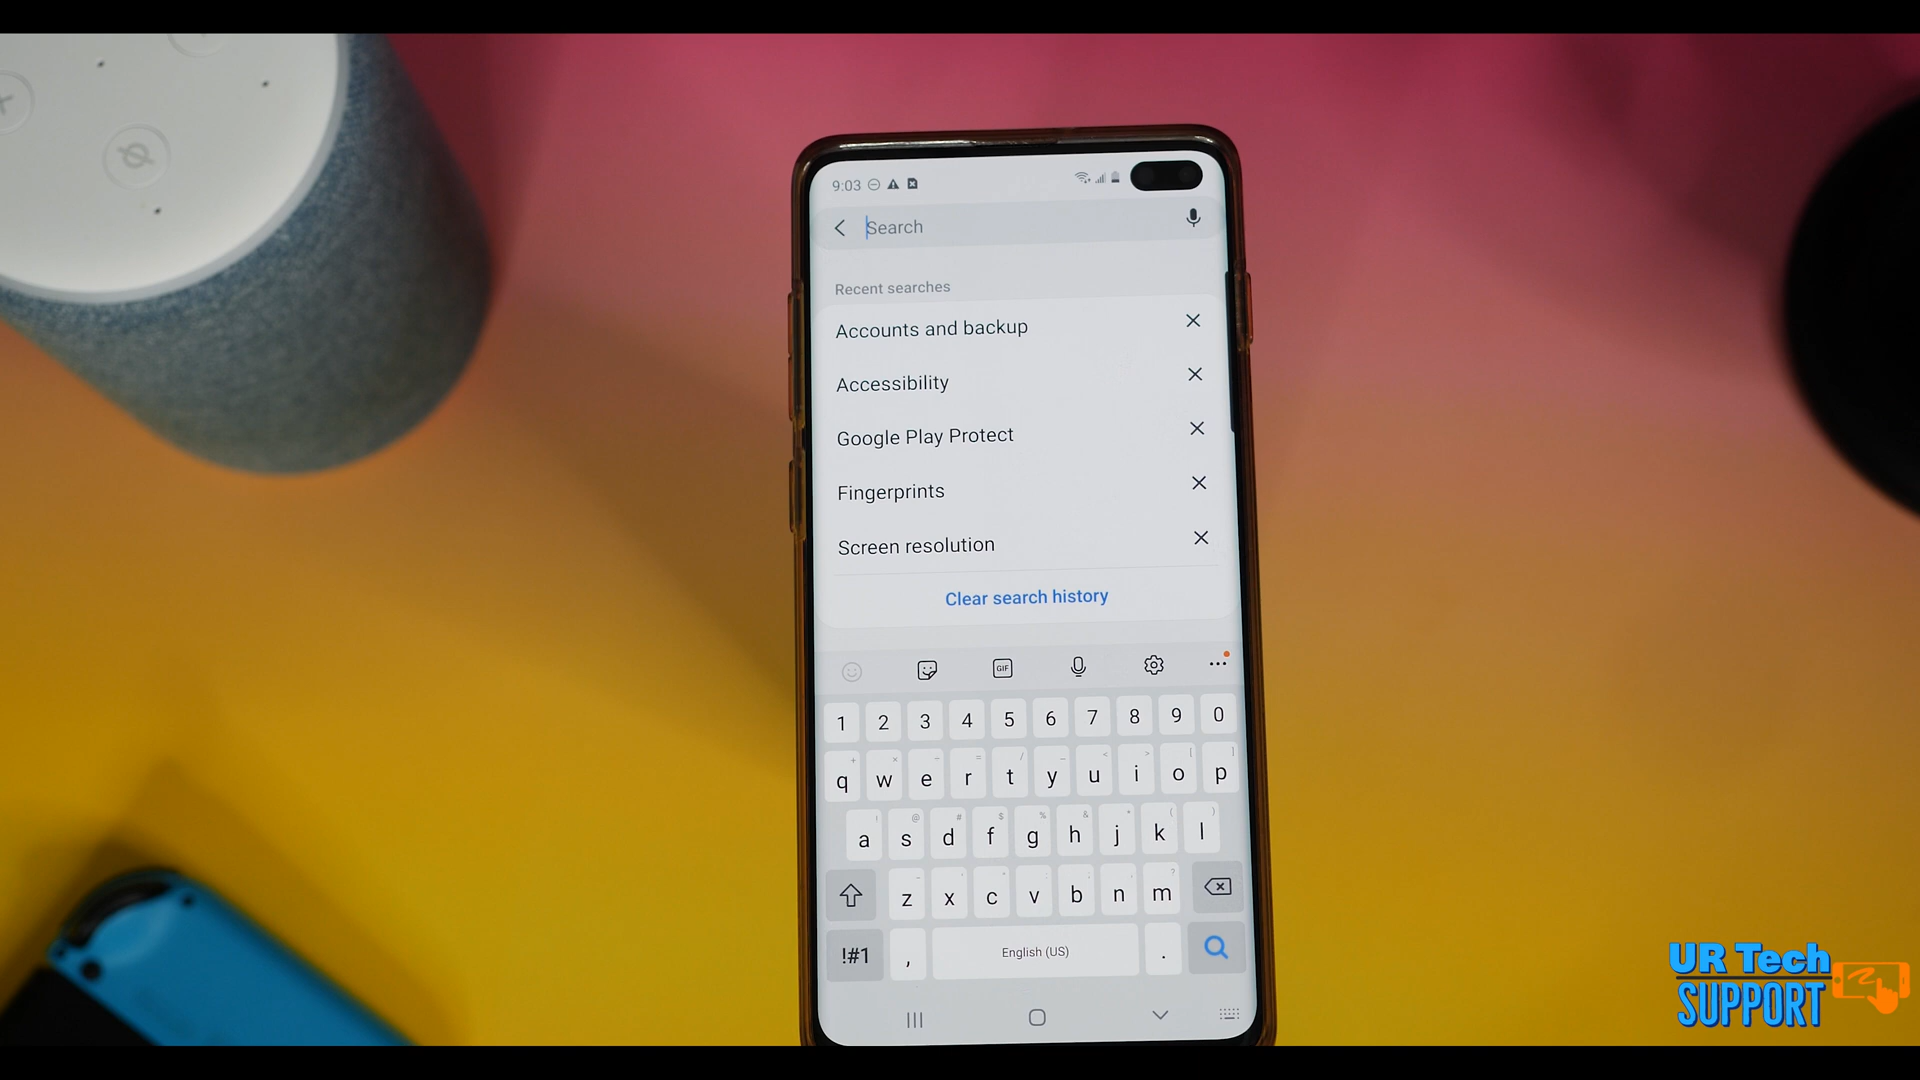 9:03
Search
Recent searches
Accounts and backup
Accessibility
Google Play Protect
Fingerprints
Screen resolution
Clear search history
GIF
1 2 3 4 5 6 7 8 9 0
q w e r t y u i o p
a s d f g h j k l
z x c v b n m
!#1 , English (US) .
UR Tech
SUPPORT